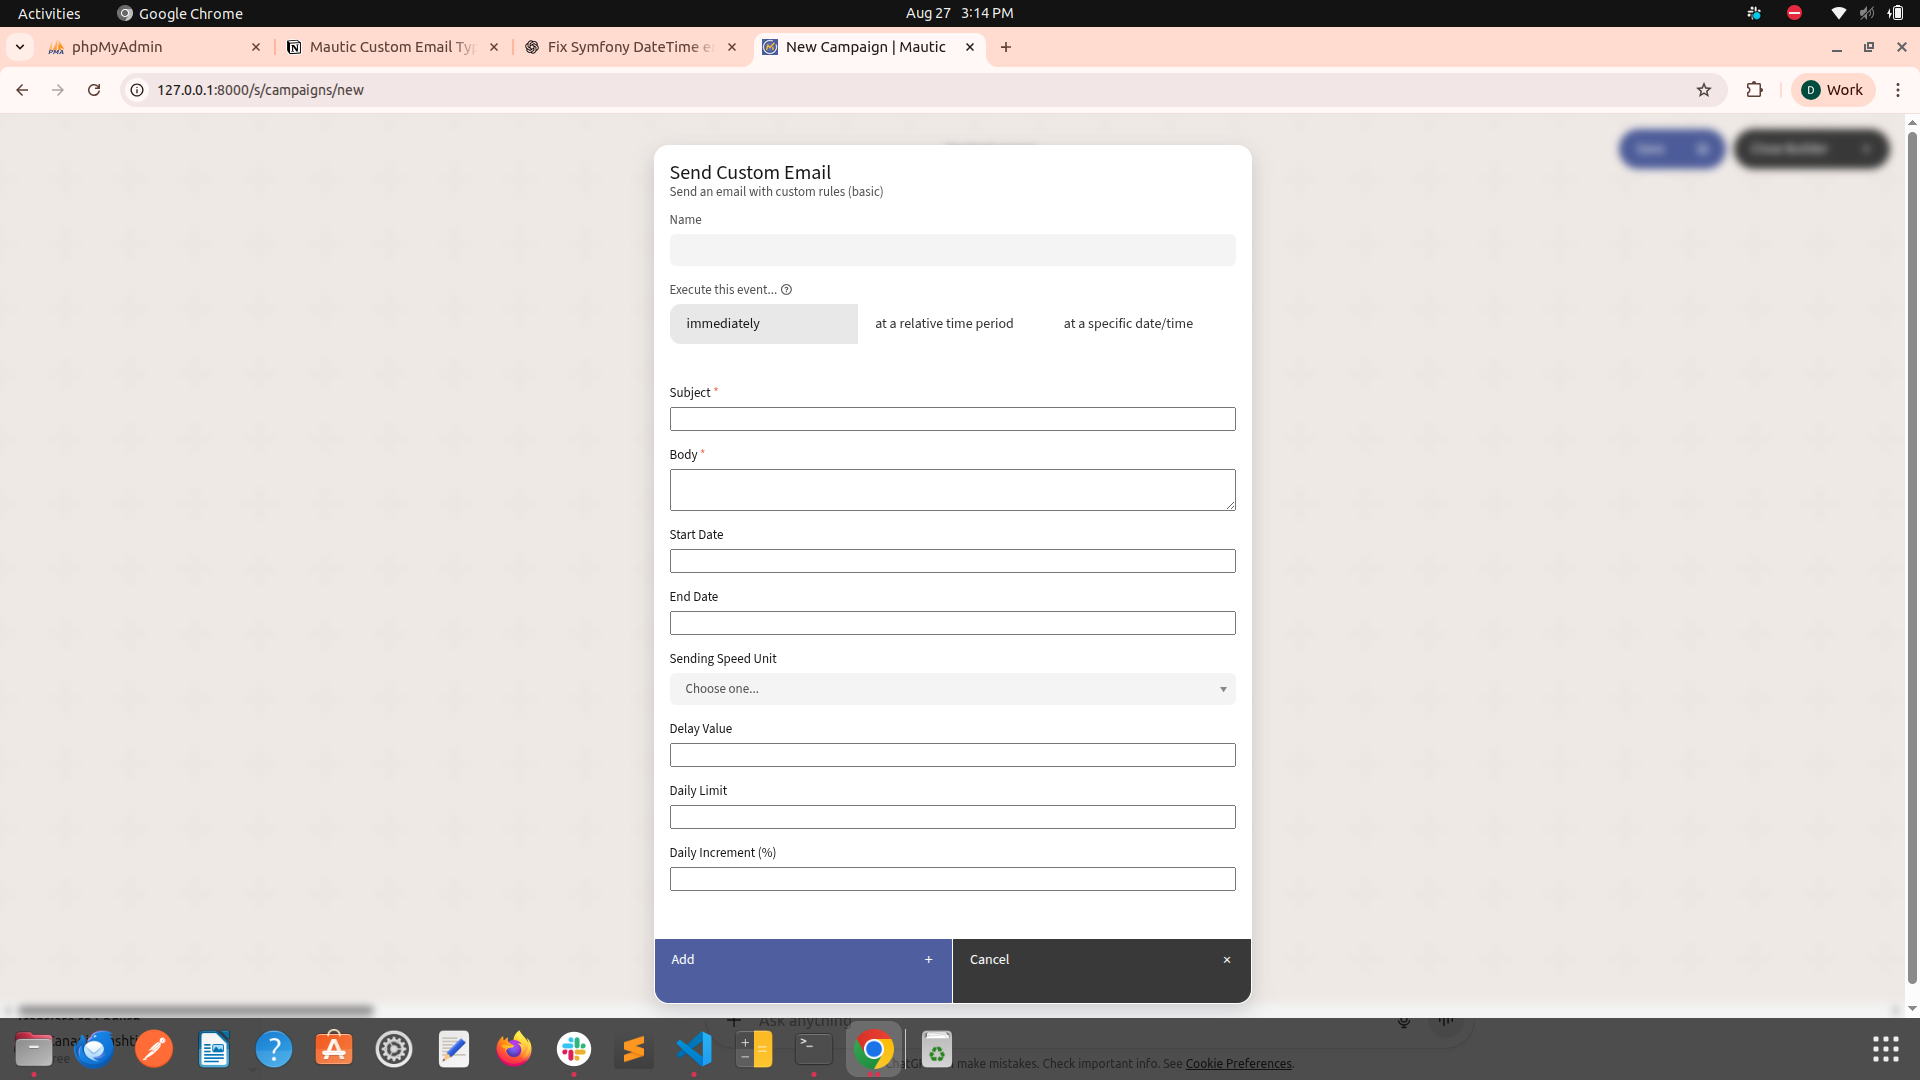 Activities
Google Chrome
Aug 27 3:14 PM
phpMyAdmin
Mautic Custom Email Ty
Fix Symfony DateTime e
New Campaign | Mautic
127.0.0.1:8000/s/campaigns/new
D
Work
Send Custom Email
Send an email with custom rules (basic)
Name
Execute this event...
immediately
at a relative time period
at a specific date/time
Subject *
Body *
Start Date
End Date
Sending Speed Unit
Choose one...
Delay Value
Daily Limit
Daily Increment (%)
Add +
Cancel ×
Ask anything
make mistakes. Check important info. See Cookie Preferences.